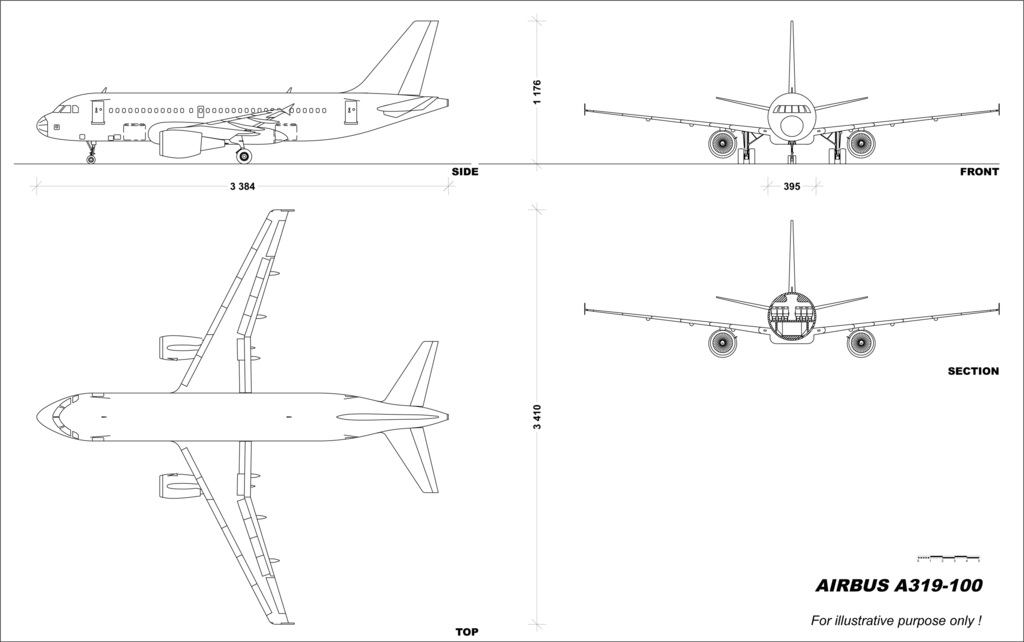 1 176
SIDE
FRONT
3 384
395
SECTION
3 410
AIRBUS A319-100
For illustrative purpose only !
TOP